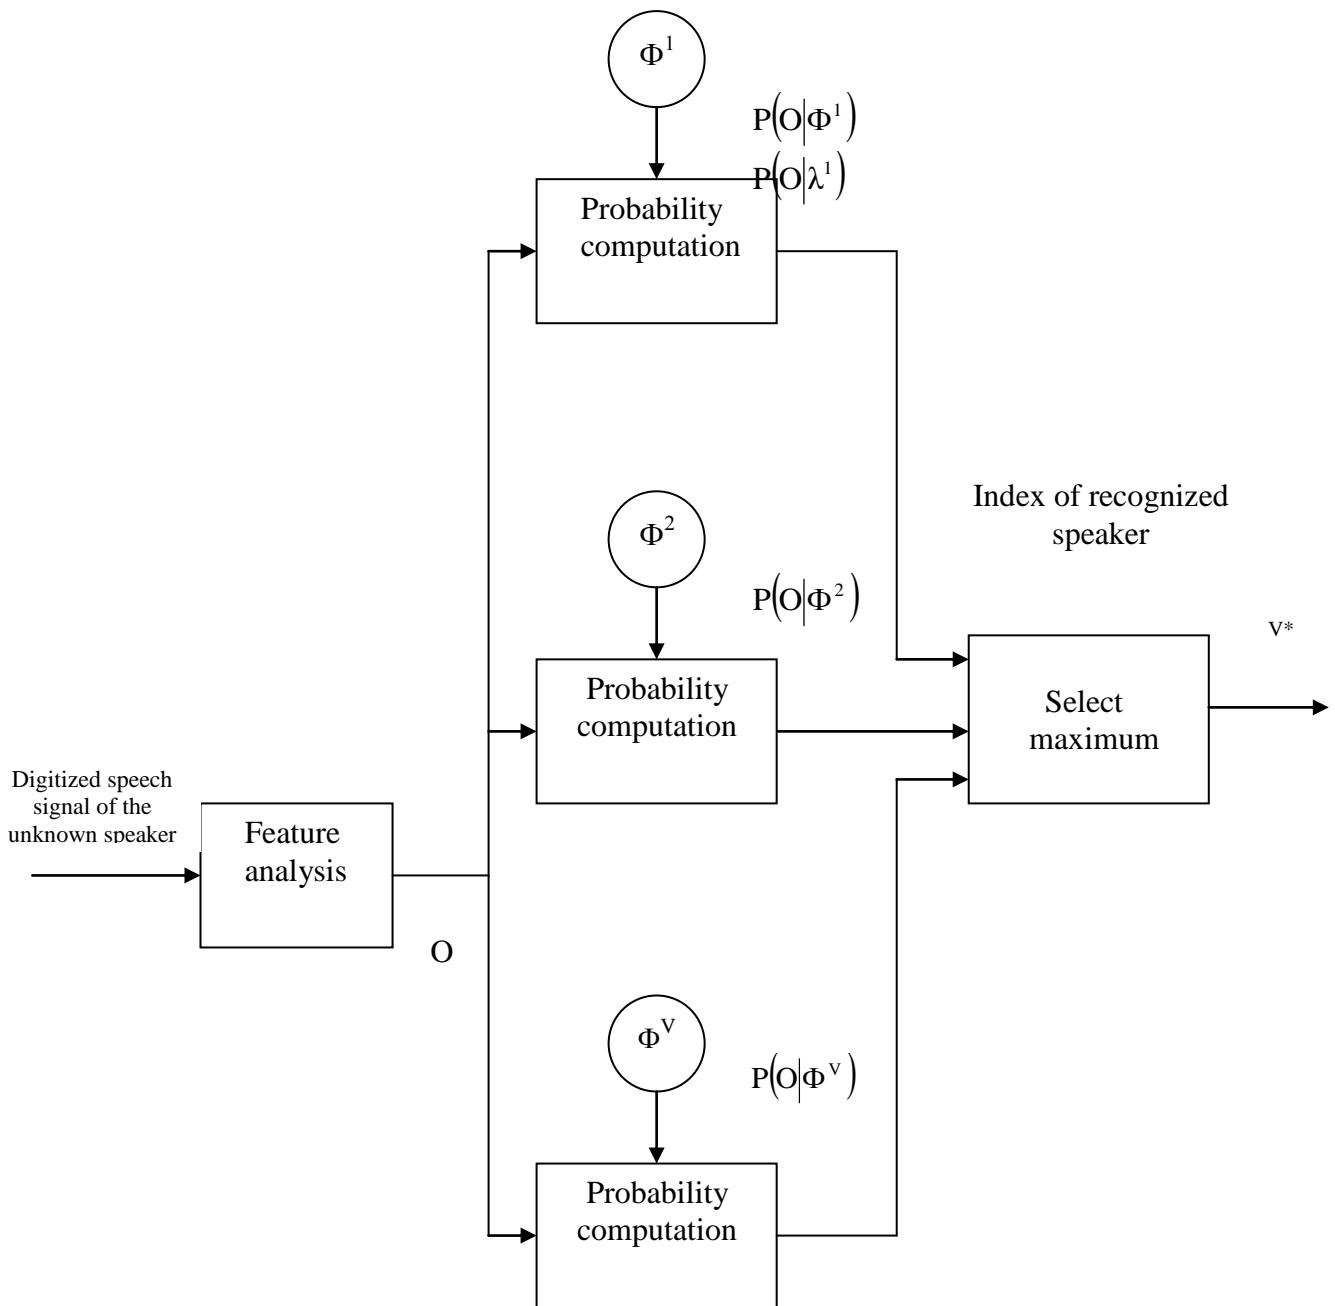 Φ¹
P(O|Φ¹)
P(O|λ¹)
Probability
computation
Φ²
P(O|Φ²)
Probability
computation
Index of recognized
speaker
V*
Select
maximum
Digitized speech
signal of the
unknown speaker
Feature
analysis
O
Φⱽ
P(O|Φⱽ)
Probability
computation